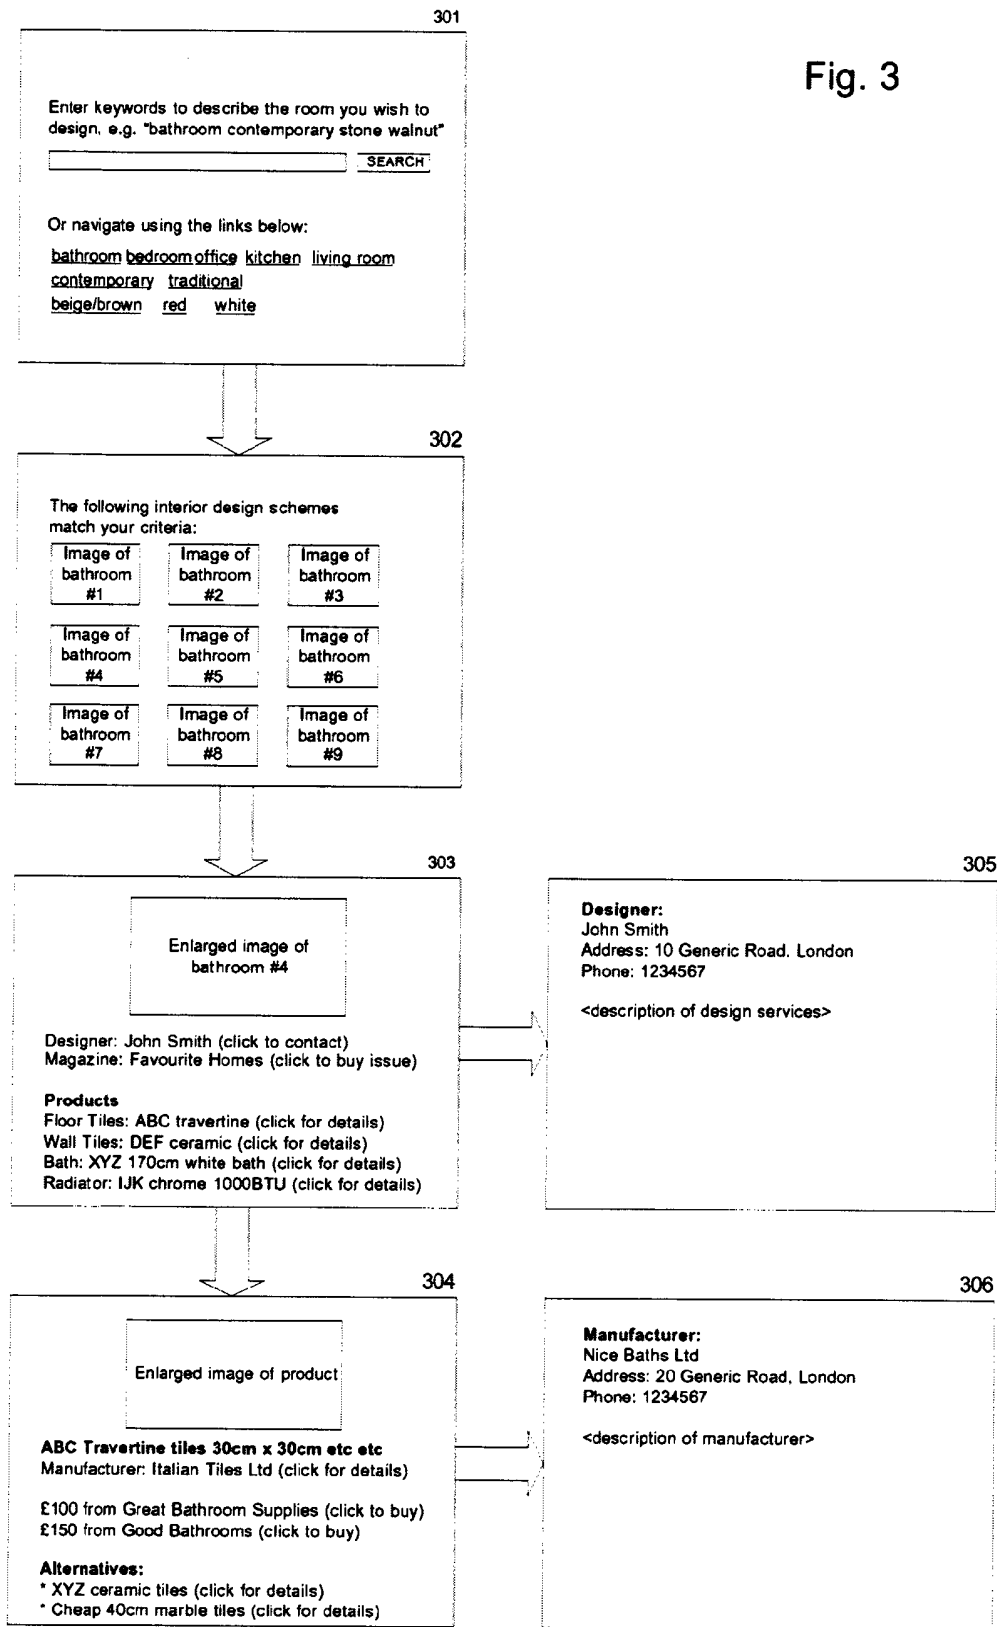 301
Fig. 3
Enter keywords to describe the room you wish to
design, e.g. "bathroom contemporary stone walnut"
SEARCH
Or navigate using the links below:
bathroom bedroom office kitchen living room
contemporary traditional
beige/brown red white
302
The following interior design schemes
match your criteria:
Image of
bathroom
#1
Image of
bathroom
#2
Image of
bathroom
#3
Image of
bathroom
#4
Image of
bathroom
#5
Image of
bathroom
#6
Image of
bathroom
#7
Image of
bathroom
#8
Image of
bathroom
#9
303
Enlarged image of
bathroom #4
Designer: John Smith (click to contact)
Magazine: Favourite Homes (click to buy issue)
Products
Floor Tiles: ABC travertine (click for details)
Wall Tiles: DEF ceramic (click for details)
Bath: XYZ 170cm white bath (click for details)
Radiator: IJK chrome 1000BTU (click for details)
305
Designer:
John Smith
Address: 10 Generic Road, London
Phone: 1234567
<description of design services>
304
Enlarged image of product
ABC Travertine tiles 30cm x 30cm etc etc
Manufacturer: Italian Tiles Ltd (click for details)
£100 from Great Bathroom Supplies (click to buy)
£150 from Good Bathrooms (click to buy)
Alternatives:
* XYZ ceramic tiles (click for details)
* Cheap 40cm marble tiles (click for details)
306
Manufacturer:
Nice Baths Ltd
Address: 20 Generic Road, London
Phone: 1234567
<description of manufacturer>